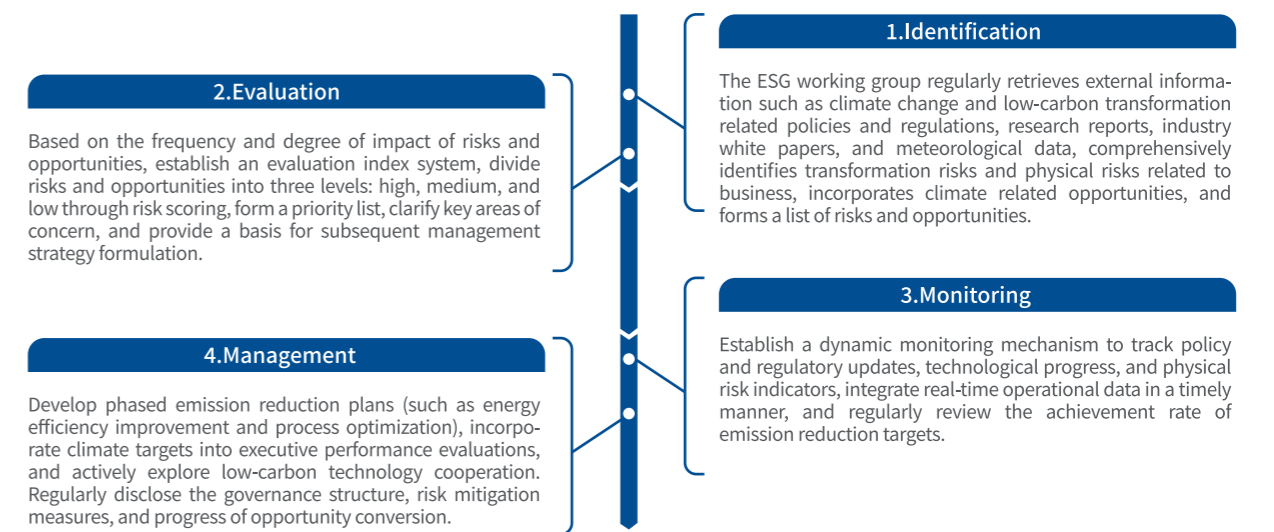 1.Identification
The ESG working group regularly retrieves external informa-
tion such as climate change and low-carbon transformation
related policies and regulations, research reports, industry
white papers, and meteorological data, comprehensively
identifies transformation risks and physical risks related to
business, incorporates climate related opportunities, and
forms a list of risks and opportunities.
2.Evaluation
Based on the frequency and degree of impact of risks and
opportunities, establish an evaluation index system, divide
risks and opportunities into three levels: high, medium, and
low through risk scoring, form a priority list, clarify key areas of
concern, and provide a basis for subsequent management
strategy formulation.
3.Monitoring
Establish a dynamic monitoring mechanism to track policy
and regulatory updates, technological progress, and physical
risk indicators, integrate real-time operational data in a timely
manner, and regularly review the achievement rate of
emission reduction targets.
4.Management
Develop phased emission reduction plans (such as energy
efficiency improvement and process optimization), incorpo-
rate climate targets into executive performance evaluations,
and actively explore low-carbon technology cooperation.
Regularly disclose the governance structure, risk mitigation
measures, and progress of opportunity conversion.